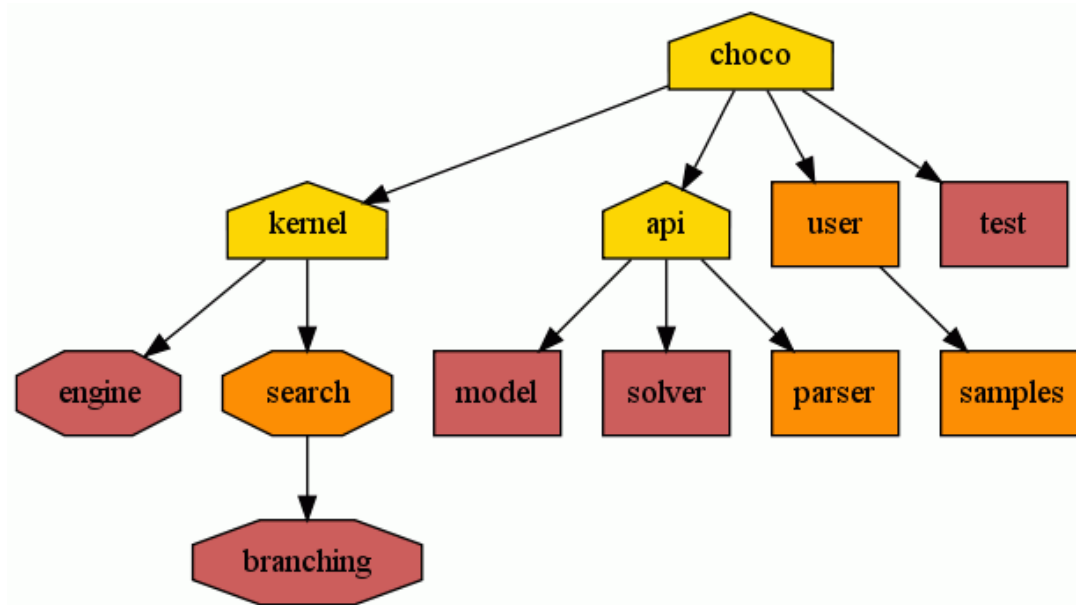 choco
kernel
api
user
test
engine
search
model
solver
parser
samples
branching